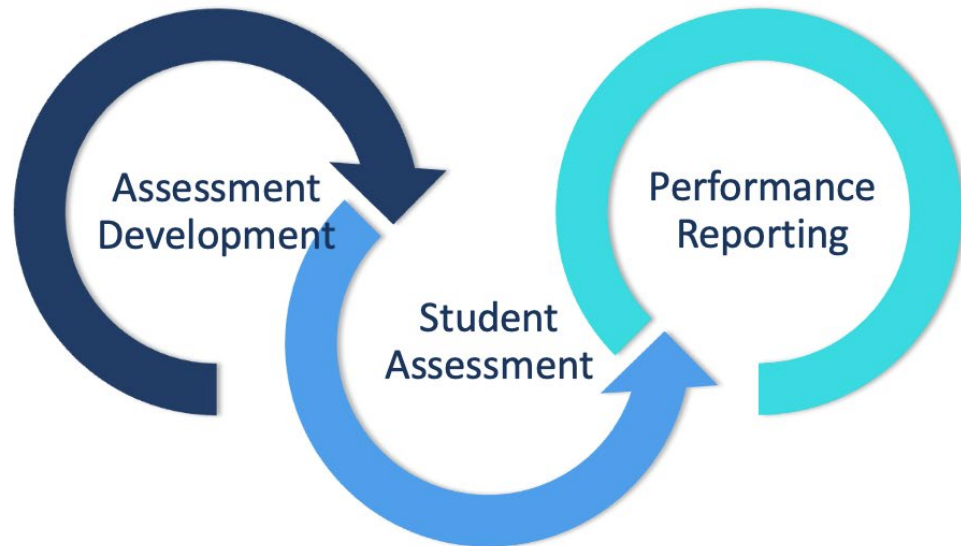 Assessment
Development
Student
Assessment
Performance
Reporting